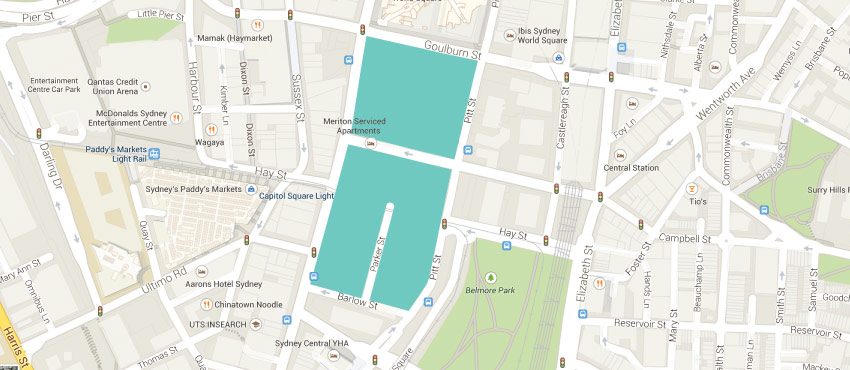 Pier St
Little Pier St
Mamak (Haymarket)
World Square
Goulburn St
Ibis Sydney
World Square
Elizabeth St
Nithsdale St
Alberta St
Commonwealth St
Wemyss Ln
Brisbane St
Entertainment
Centre Car Park
Qantas Credit
Union Arena
Harbour St
Dixon St
Kimber Ln
Sussex St
Pitt St
Castlereagh St
Wentworth Ave
McDonalds Sydney
Entertainment Centre
Wagaya
Dixon St
Meriton Serviced
Apartments
Foy Ln
Commonwealth St
Brisbane St
Paddy's Markets
Light Rail
Darling Dr
Hay St
Central Station
Sydney's Paddy's Markets
Capitol Square Light
Tio's
Surry Hills
Quay St
Parker St
Pitt St
Hay St
Campbell St
Foster St
Elizabeth St
Mary Ann St
Omnibus Ln
Ultimo Rd
Aarons Hotel Sydney
Barlow St
Belmore Park
Hands Ln
Beauchamp Ln
Samuel St
Smith St
Goodch
Chinatown Noodle
UTS:INSEARCH
Harris St
Thomas St
Sydney Central YHA
Square
Mary St
Reservoir St
Reservoir St
man Ln
Mackey